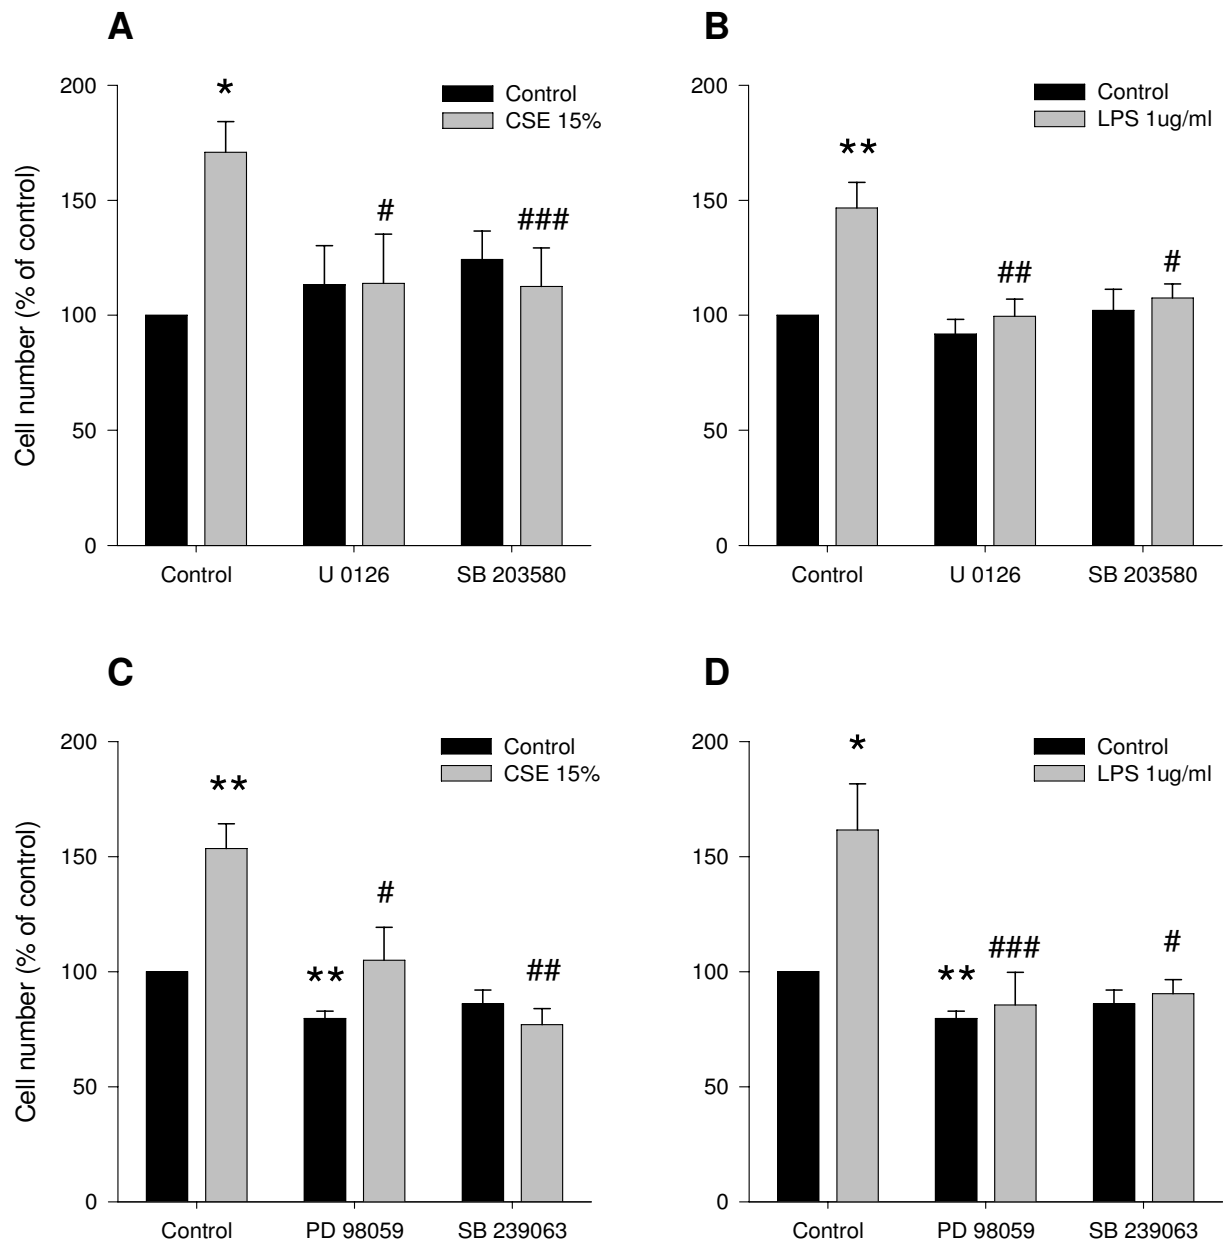 A
200
150
100
50
0
Cell number (% of control)
*
#
###
Control
CSE 15%
Control
U 0126
SB 203580
B
200
150
100
50
0
**
##
#
Control
LPS 1ug/ml
Control
U 0126
SB 203580
C
200
150
100
50
0
Cell number (% of control)
**
**
#
##
Control
CSE 15%
Control
PD 98059
SB 239063
D
200
150
100
50
0
*
**
###
#
Control
LPS 1ug/ml
Control
PD 98059
SB 239063